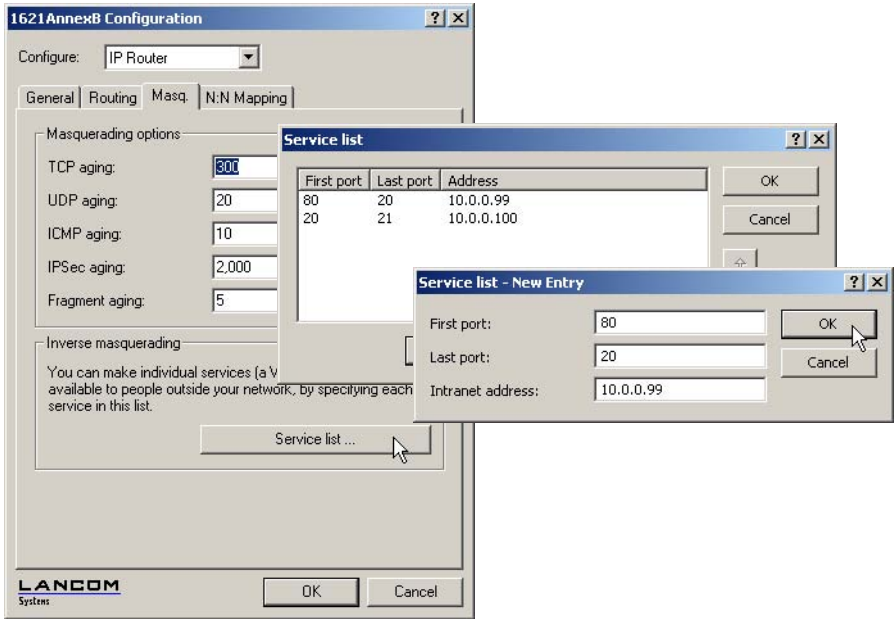 1621AnnexB Configuration
Configure: IP Router
General Routing Masq. N:N Mapping
Masquerading options
TCP aging: 300
UDP aging: 20
ICMP aging: 10
IPSec aging: 2,000
Fragment aging: 5
Inverse masquerading
You can make individual services (a
available to people outside your network, by specifying each
service in this list.
Service list ...
LANCOM
Systems
OK Cancel
Service list
First port Last port Address
80 20 10.0.0.99
20 21 10.0.0.100
OK
Cancel
Service list - New Entry
First port: 80
Last port: 20
Intranet address: 10.0.0.99
OK
Cancel